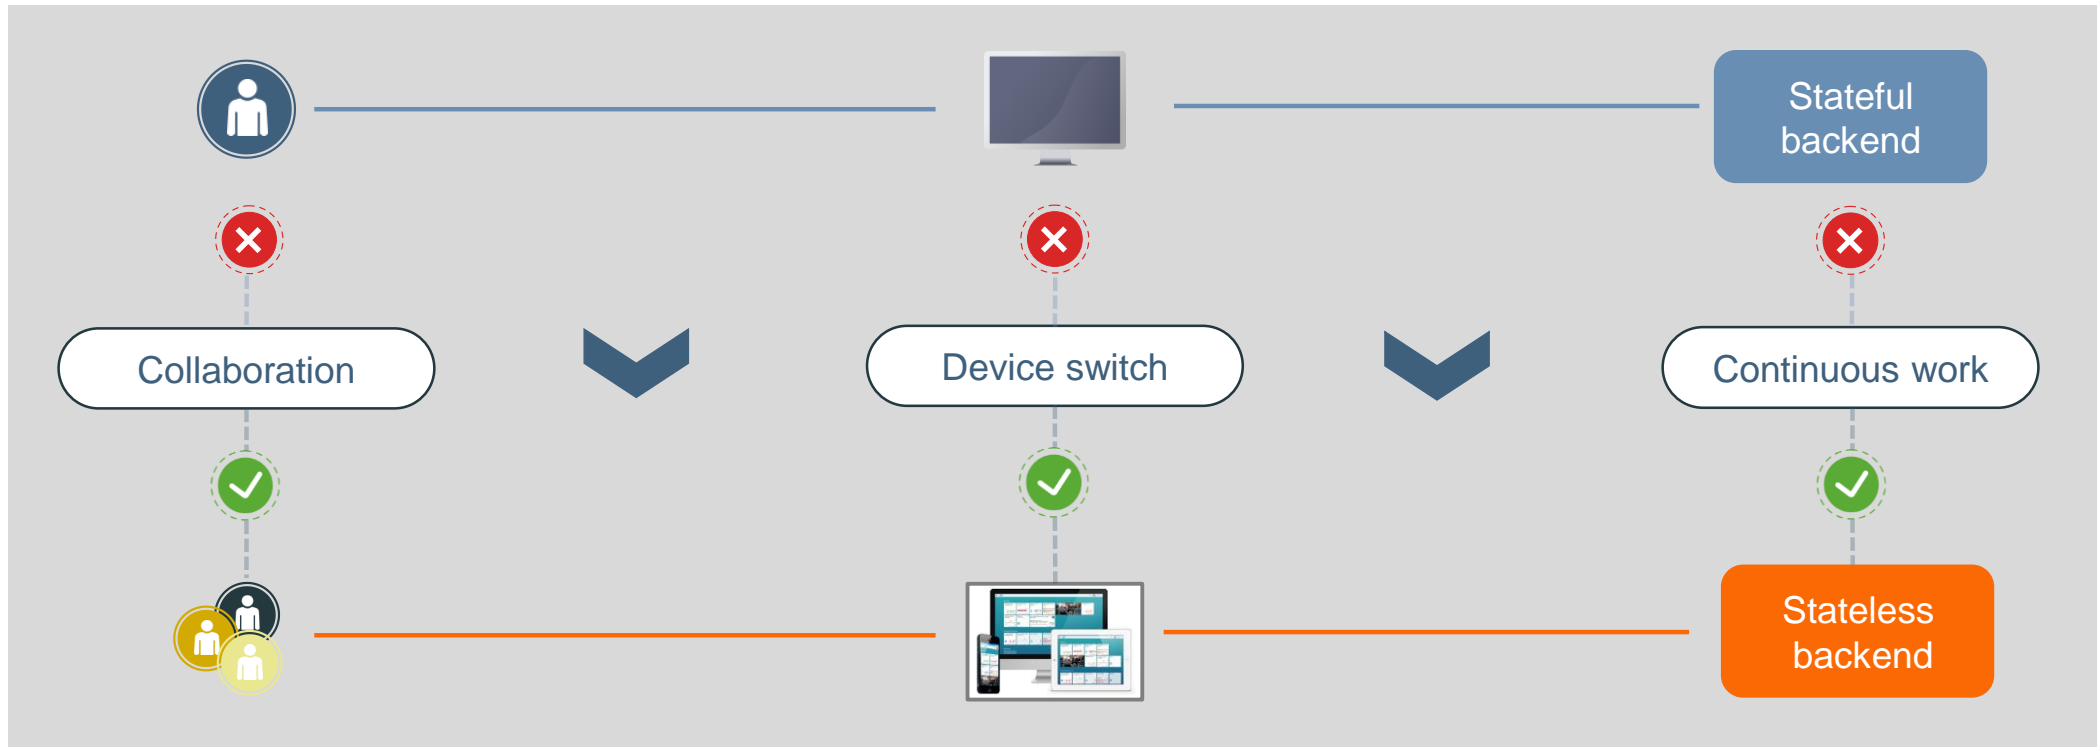 Stateful
backend
Collaboration
Device switch
Continuous work
Stateless
backend